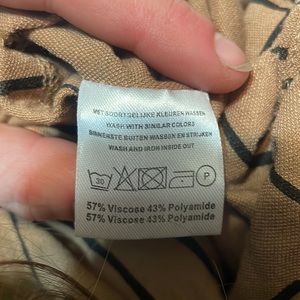 MET SOORTGELIJKE KLEUREN WASSEN
WASH WITH SIMILAR COLORS
BINNENSTE BUITEN WASSEN EN STRIJKEN
WASH AND IRON INSIDE OUT
30 P
57% Viscose 43% Polyamide
57% Viscose 43% Polyamide